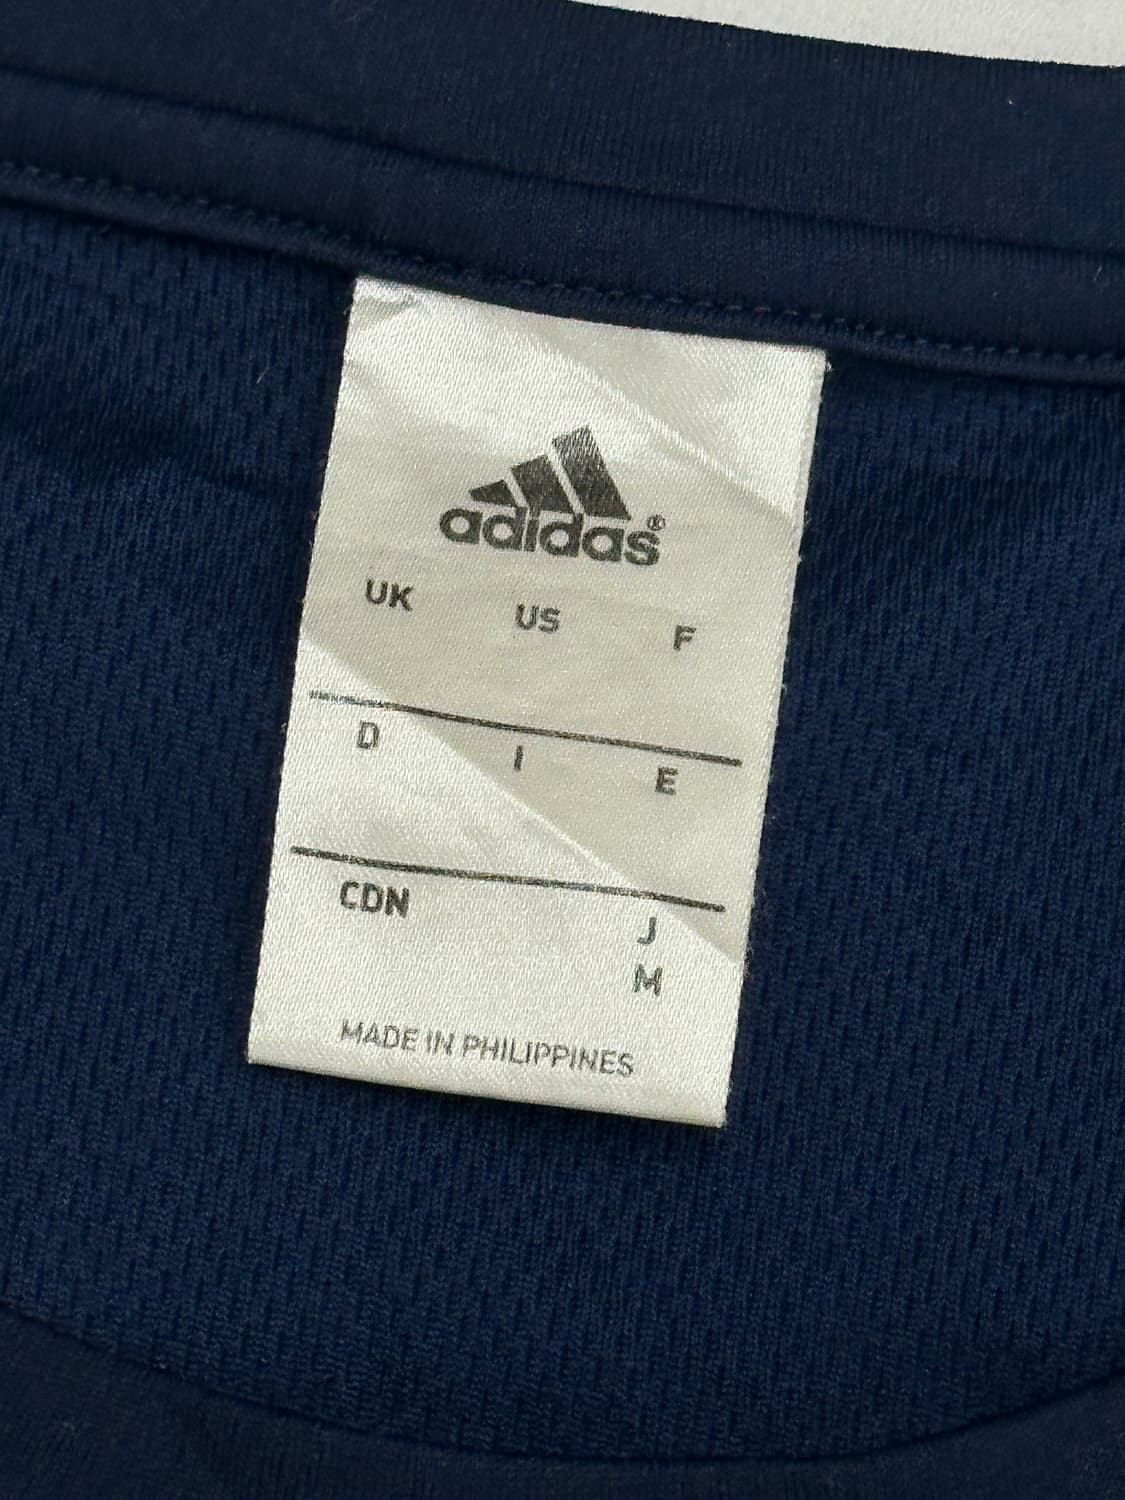 adidas®
UK US F
D I E
CDN J
M
MADE IN PHILIPPINES